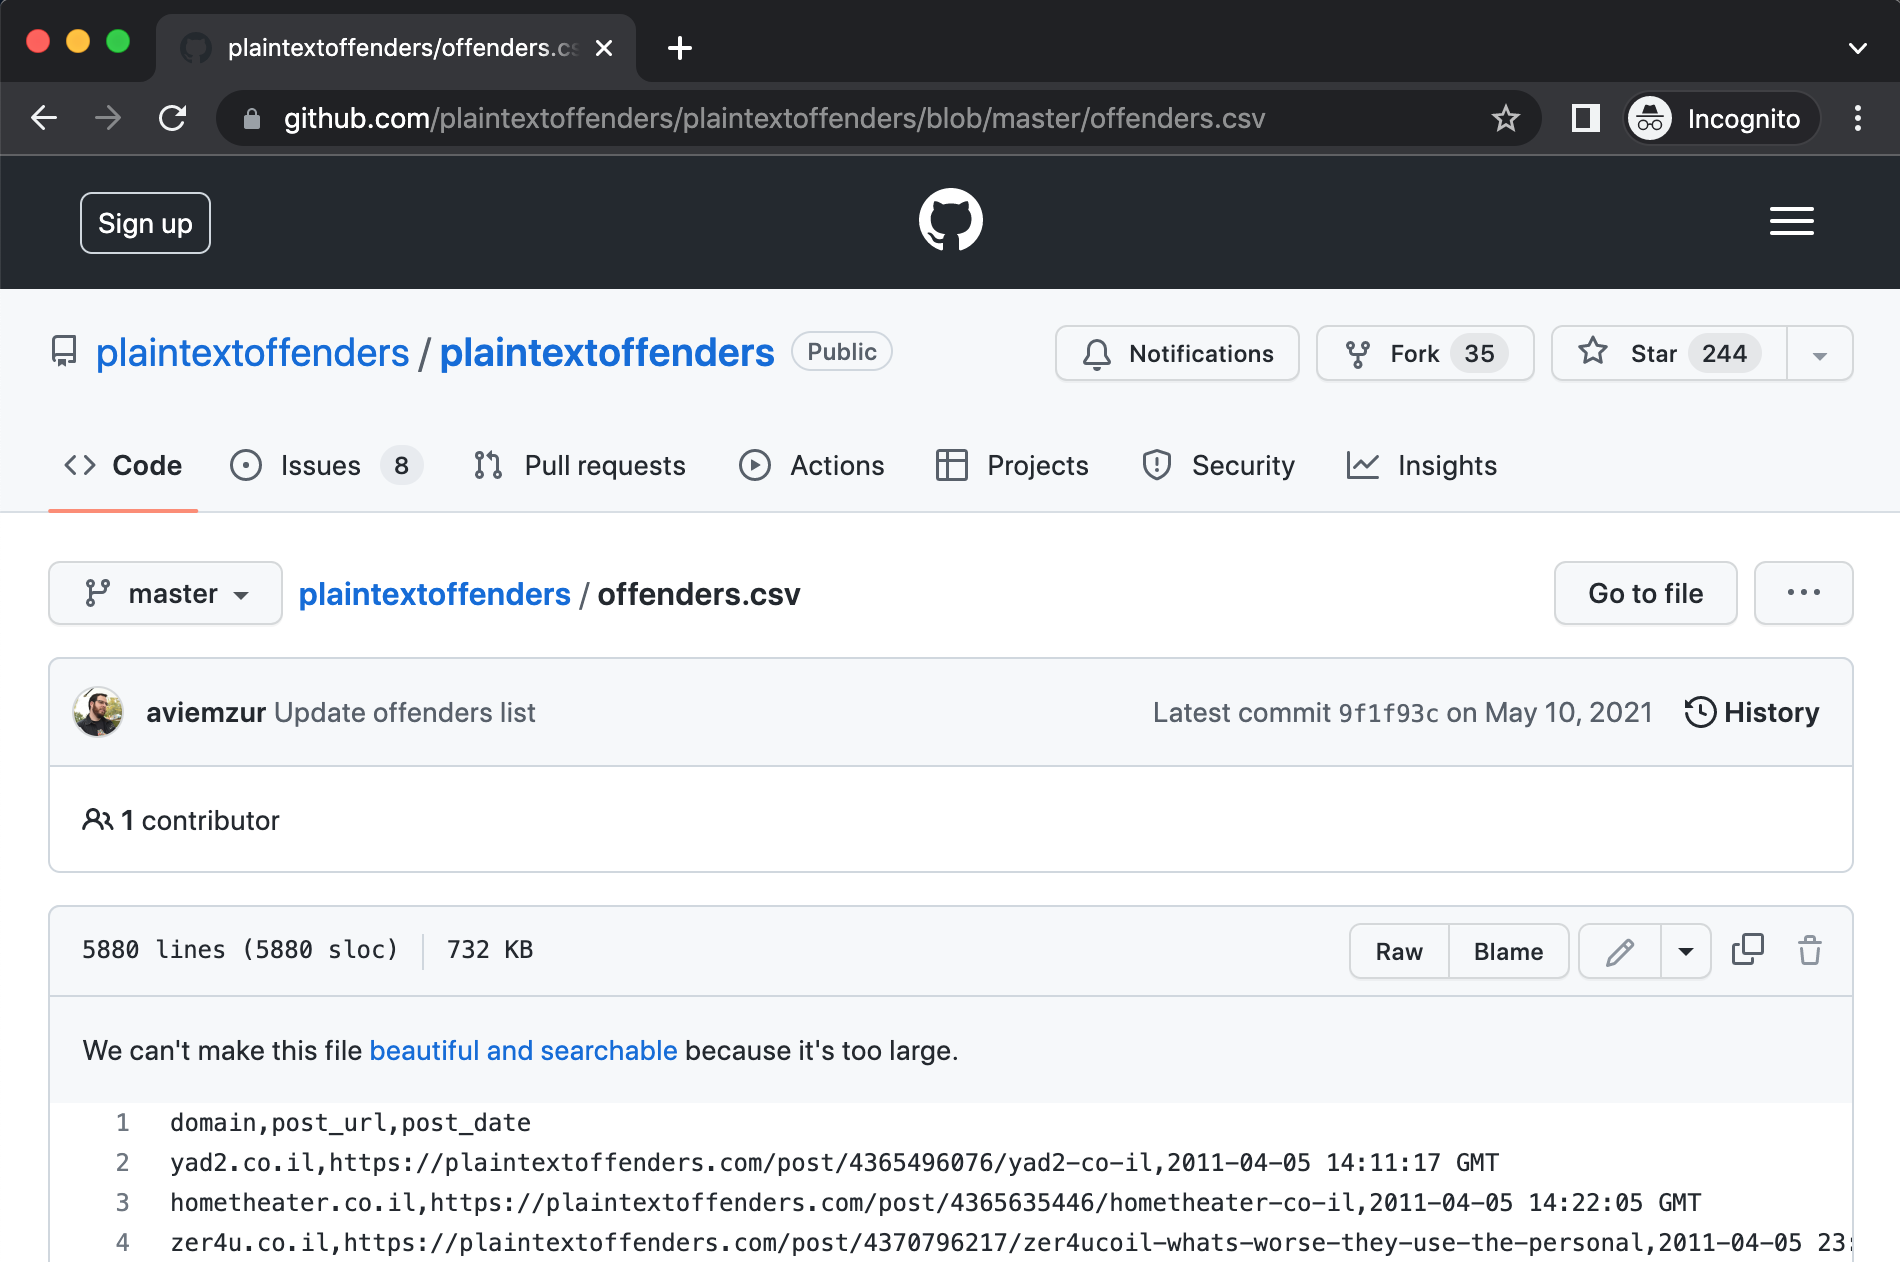 plaintextoffenders/offenders.cs
github.com/plaintextoffenders/plaintextoffenders/blob/master/offenders.csv
Incognito
Sign up
plaintextoffenders / plaintextoffenders Public
Notifications
Fork 35
Star 244
Code
Issues 8
Pull requests
Actions
Projects
Security
Insights
master
plaintextoffenders / offenders.csv
Go to file
aviemzur Update offenders list
Latest commit 9f1f93c on May 10, 2021
History
1 contributor
5880 lines (5880 sloc) 732 KB
Raw
Blame
We can't make this file beautiful and searchable because it's too large.
1 domain,post_url,post_date
2 yad2.co.il,https://plaintextoffenders.com/post/4365496076/yad2-co-il,2011-04-05 14:11:17 GMT
3 hometheater.co.il,https://plaintextoffenders.com/post/4365635446/hometheater-co-il,2011-04-05 14:22:05 GMT
4 zer4u.co.il,https://plaintextoffenders.com/post/4370796217/zer4ucoil-whats-worse-they-use-the-personal,2011-04-05 23: